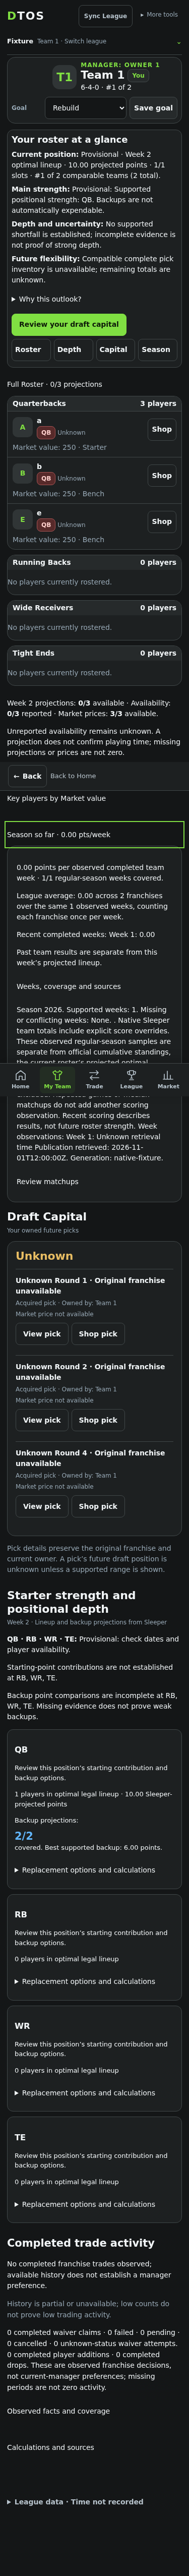 DTOS
Sync League
▸ More tools
Fixture Team 1 · Switch league
T1
MANAGER: OWNER 1
Team 1 You
6-4-0 · #1 of 2
Goal
Rebuild
Save goal
Your roster at a glance
Current position: Provisional · Week 2
optimal lineup · 10.00 projected points · 1/1
slots · #1 of 2 comparable teams (2 total).
Main strength: Provisional: Supported
positional strength: QB. Backups are not
automatically expendable.
Depth and uncertainty: No supported
shortfall is established; incomplete evidence is
not proof of strong depth.
Future flexibility: Compatible complete pick
inventory is unavailable; remaining totals are
unknown.
▸ Why this outlook?
Review your draft capital
Roster
Depth
Capital
Season
Full Roster · 0/3 projections
Quarterbacks 3 players
A
a
QB Unknown
Shop
Market value: 250 · Starter
B
b
QB Unknown
Shop
Market value: 250 · Bench
E
e
QB Unknown
Shop
Market value: 250 · Bench
Running Backs 0 players
No players currently rostered.
Wide Receivers 0 players
No players currently rostered.
Tight Ends 0 players
No players currently rostered.
Week 2 projections: 0/3 available · Availability:
0/3 reported · Market prices: 3/3 available.
Unreported availability remains unknown. A
projection does not confirm playing time; missing
projections or prices are not zero.
← Back
Back to Home
Key players by Market value
Season so far · 0.00 pts/week
0.00 points per observed completed team
week · 1/1 regular-season weeks covered.
League average: 0.00 across 2 franchises
over the same 1 observed weeks, counting
each franchise once per week.
Recent completed weeks: Week 1: 0.00
Past team results are separate from this
week's projected lineup.
Weeks, coverage and sources
Season 2026. Supported weeks: 1. Missing
or conflicting weeks: None. . Native Sleeper
team totals include explicit score overrides.
These observed regular-season samples are
separate from official cumulative standings,
Home
My Team
Trade
League
Market
matchups do not add another scoring
observation. Recent scoring describes
results, not future roster strength. Week
observations: Week 1: Unknown retrieval
time Publication retrieved: 2026-11-
01T12:00:00Z. Generation: native-fixture.
Review matchups
Draft Capital
Your owned future picks
Unknown
Unknown Round 1 · Original franchise
unavailable
Acquired pick · Owned by: Team 1
Market price not available
View pick
Shop pick
Unknown Round 2 · Original franchise
unavailable
Acquired pick · Owned by: Team 1
Market price not available
View pick
Shop pick
Unknown Round 4 · Original franchise
unavailable
Acquired pick · Owned by: Team 1
Market price not available
View pick
Shop pick
Pick details preserve the original franchise and
current owner. A pick's future draft position is
unknown unless a supported range is shown.
Starter strength and
positional depth
Week 2 · Lineup and backup projections from Sleeper
QB · RB · WR · TE: Provisional: check dates and
player availability.
Starting-point contributions are not established
at RB, WR, TE.
Backup point comparisons are incomplete at RB,
WR, TE. Missing evidence does not prove weak
backups.
QB
Review this position's starting contribution and
backup options.
1 players in optimal legal lineup · 10.00 Sleeper-
projected points
Backup projections:
2/2
covered. Best supported backup: 6.00 points.
▸ Replacement options and calculations
RB
Review this position's starting contribution and
backup options.
0 players in optimal legal lineup
▸ Replacement options and calculations
WR
Review this position's starting contribution and
backup options.
0 players in optimal legal lineup
▸ Replacement options and calculations
TE
Review this position's starting contribution and
backup options.
0 players in optimal legal lineup
▸ Replacement options and calculations
Completed trade activity
No completed franchise trades observed;
available history does not establish a manager
preference.
History is partial or unavailable; low counts do
not prove low trading activity.
0 completed waiver claims · 0 failed · 0 pending ·
0 cancelled · 0 unknown-status waiver attempts.
0 completed player additions · 0 completed
drops. These are observed franchise decisions,
not current-manager preferences; missing
periods are not zero activity.
Observed facts and coverage
Calculations and sources
▸ League data · Time not recorded